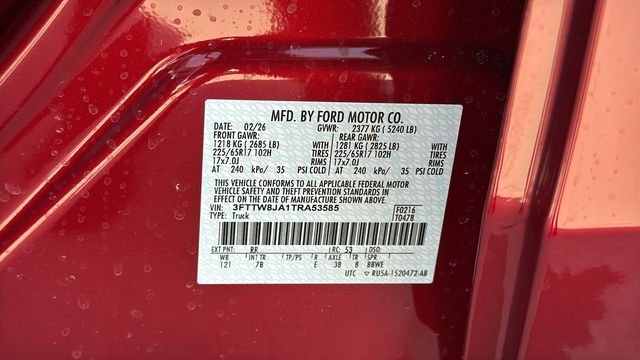 MFD. BY FORD MOTOR CO.
DATE: 02/26 GVWR: 2377 KG ( 5240 LB)
FRONT GAWR: REAR GAWR:
1218 KG ( 2685 LB) 1281 KG ( 2825 LB)
225/65R17 102H TIRES 225/65R17 102H TIRES
17x7.0J RIMS 17x7.0J RIMS
AT 240 kPa/ 35 PSI COLD AT 240 kPa/ 35 PSI COLD
THIS VEHICLE CONFORMS TO ALL APPLICABLE FEDERAL MOTOR
VEHICLE SAFETY AND THEFT PREVENTION STANDARDS IN
EFFECT ON THE DATE OF MANUFACTURE SHOWN ABOVE.
VIN: 3FTTW8JA1TRA53585 F0216
TYPE: Truck T0478
EXT PNT: RR RC: 53 DSO:
WB INT TR TP/PS R AXLE TR SPR
121 7B E 38 8 BBWE
UTC ▽ RU5A-1520472-AB